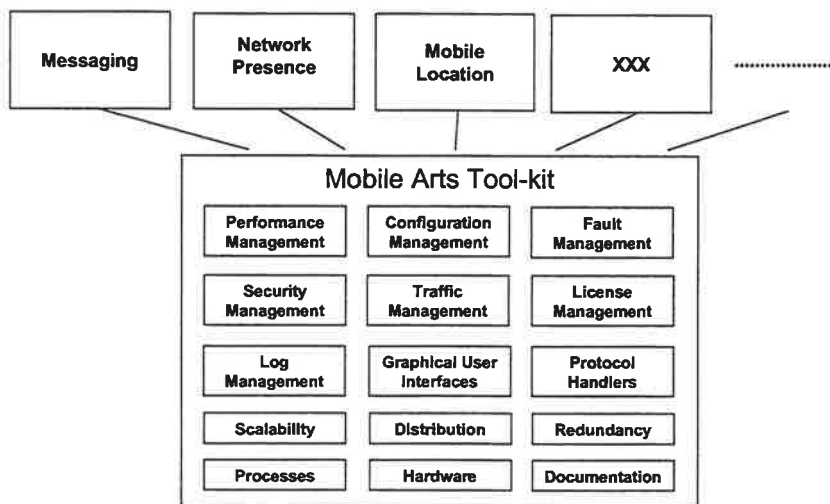 Messaging
Network
Presence
Mobile
Location
XXX
Mobile Arts Tool-kit
Performance
Management
Configuration
Management
Fault
Management
Security
Management
Traffic
Management
License
Management
Log
Management
Graphical User
Interfaces
Protocol
Handlers
Scalability
Distribution
Redundancy
Processes
Hardware
Documentation